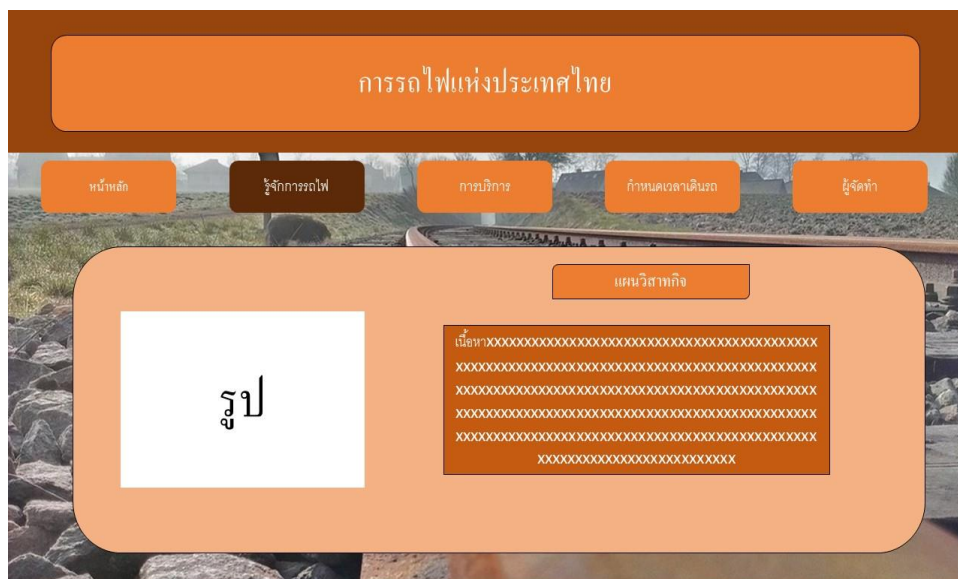 การรถไฟแห่งประเทศไทย
หน้าหลัก
รู้จักการรถไฟ
การบริการ
กำหนดเวลาเดินรถ
ผู้จัดทำ
แผนวิสาทกิจ
รูป
เนื้อหาxxxxxxxxxxxxxxxxxxxxxxxxxxxxxxxxxxxxxxxxxxxx
xxxxxxxxxxxxxxxxxxxxxxxxxxxxxxxxxxxxxxxxxxxxxxxx
xxxxxxxxxxxxxxxxxxxxxxxxxxxxxxxxxxxxxxxxxxxxxxxx
xxxxxxxxxxxxxxxxxxxxxxxxxxxxxxxxxxxxxxxxxxxxxxxx
xxxxxxxxxxxxxxxxxxxxxxxxxxxxxxxxxxxxxxxxxxxxxxxx
xxxxxxxxxxxxxxxxxxxxxxxxxx